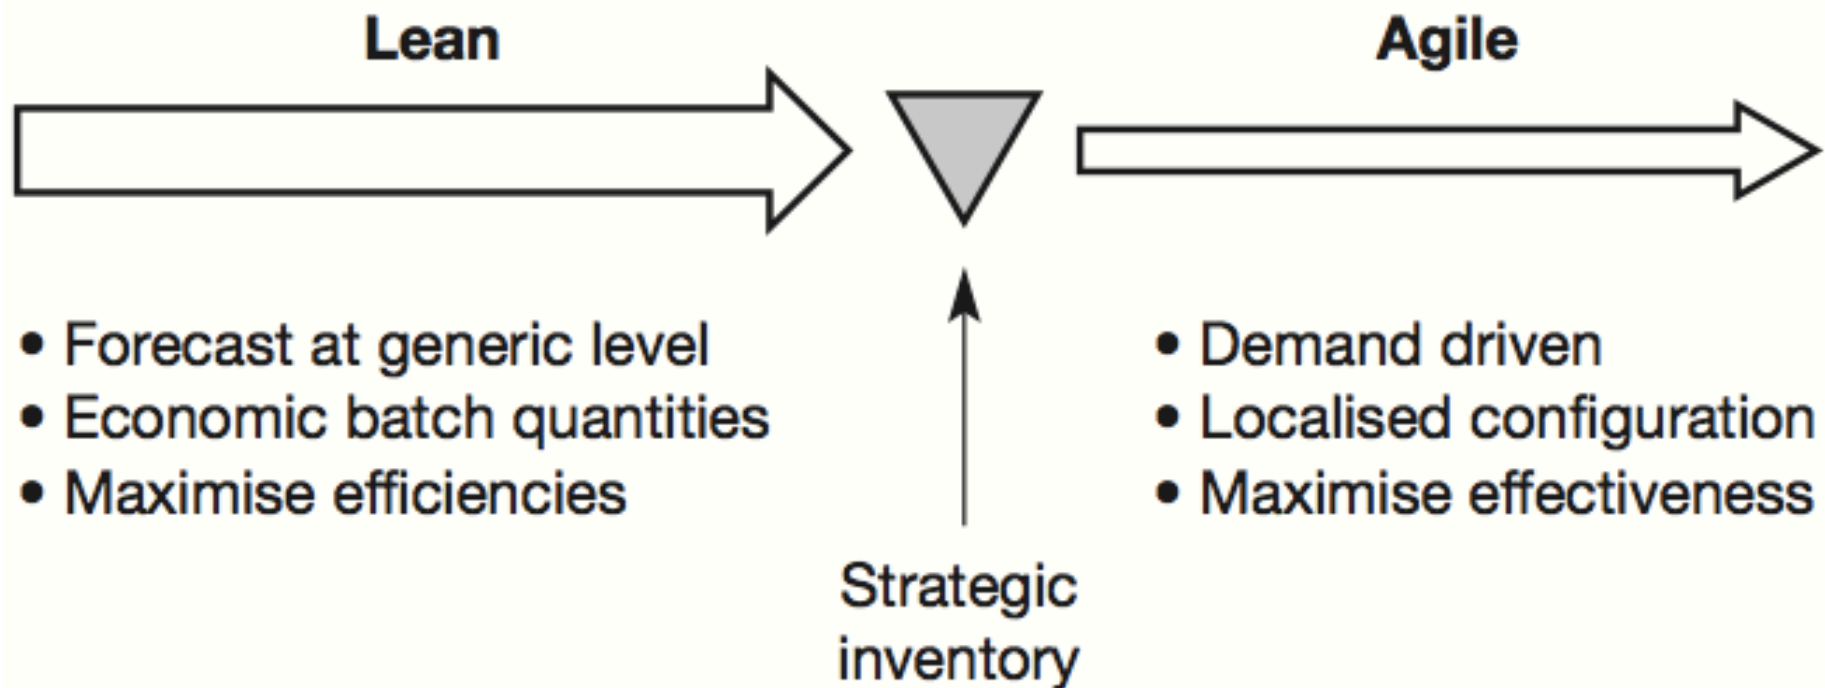 Lean
Agile
• Forecast at generic level
• Economic batch quantities
• Maximise efficiencies
• Demand driven
• Localised configuration
• Maximise effectiveness
Strategic
inventory